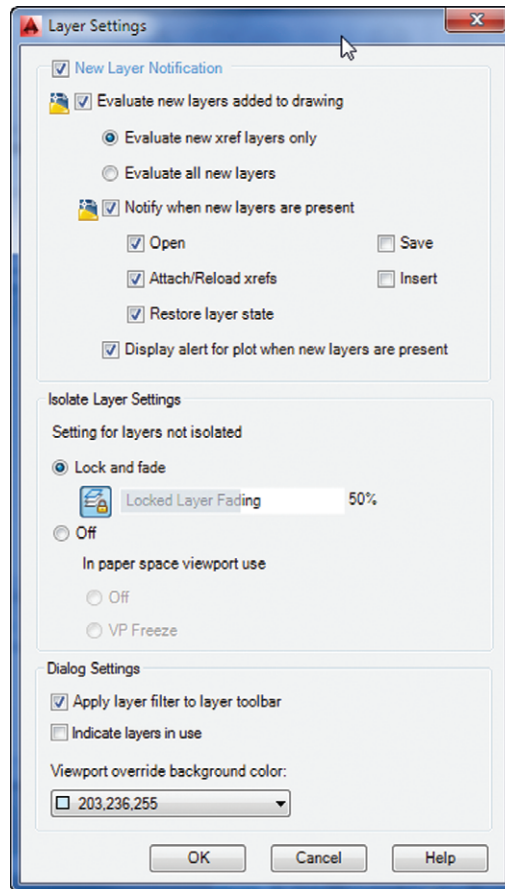 Layer Settings
New Layer Notification
Evaluate new layers added to drawing
Evaluate new xref layers only
Evaluate all new layers
Notify when new layers are present
Open
Save
Attach/Reload xrefs
Insert
Restore layer state
Display alert for plot when new layers are present
Isolate Layer Settings
Setting for layers not isolated
Lock and fade
Locked Layer Fading
50%
Off
In paper space viewport use
Off
VP Freeze
Dialog Settings
Apply layer filter to layer toolbar
Indicate layers in use
Viewport override background color:
203,236,255
OK
Cancel
Help